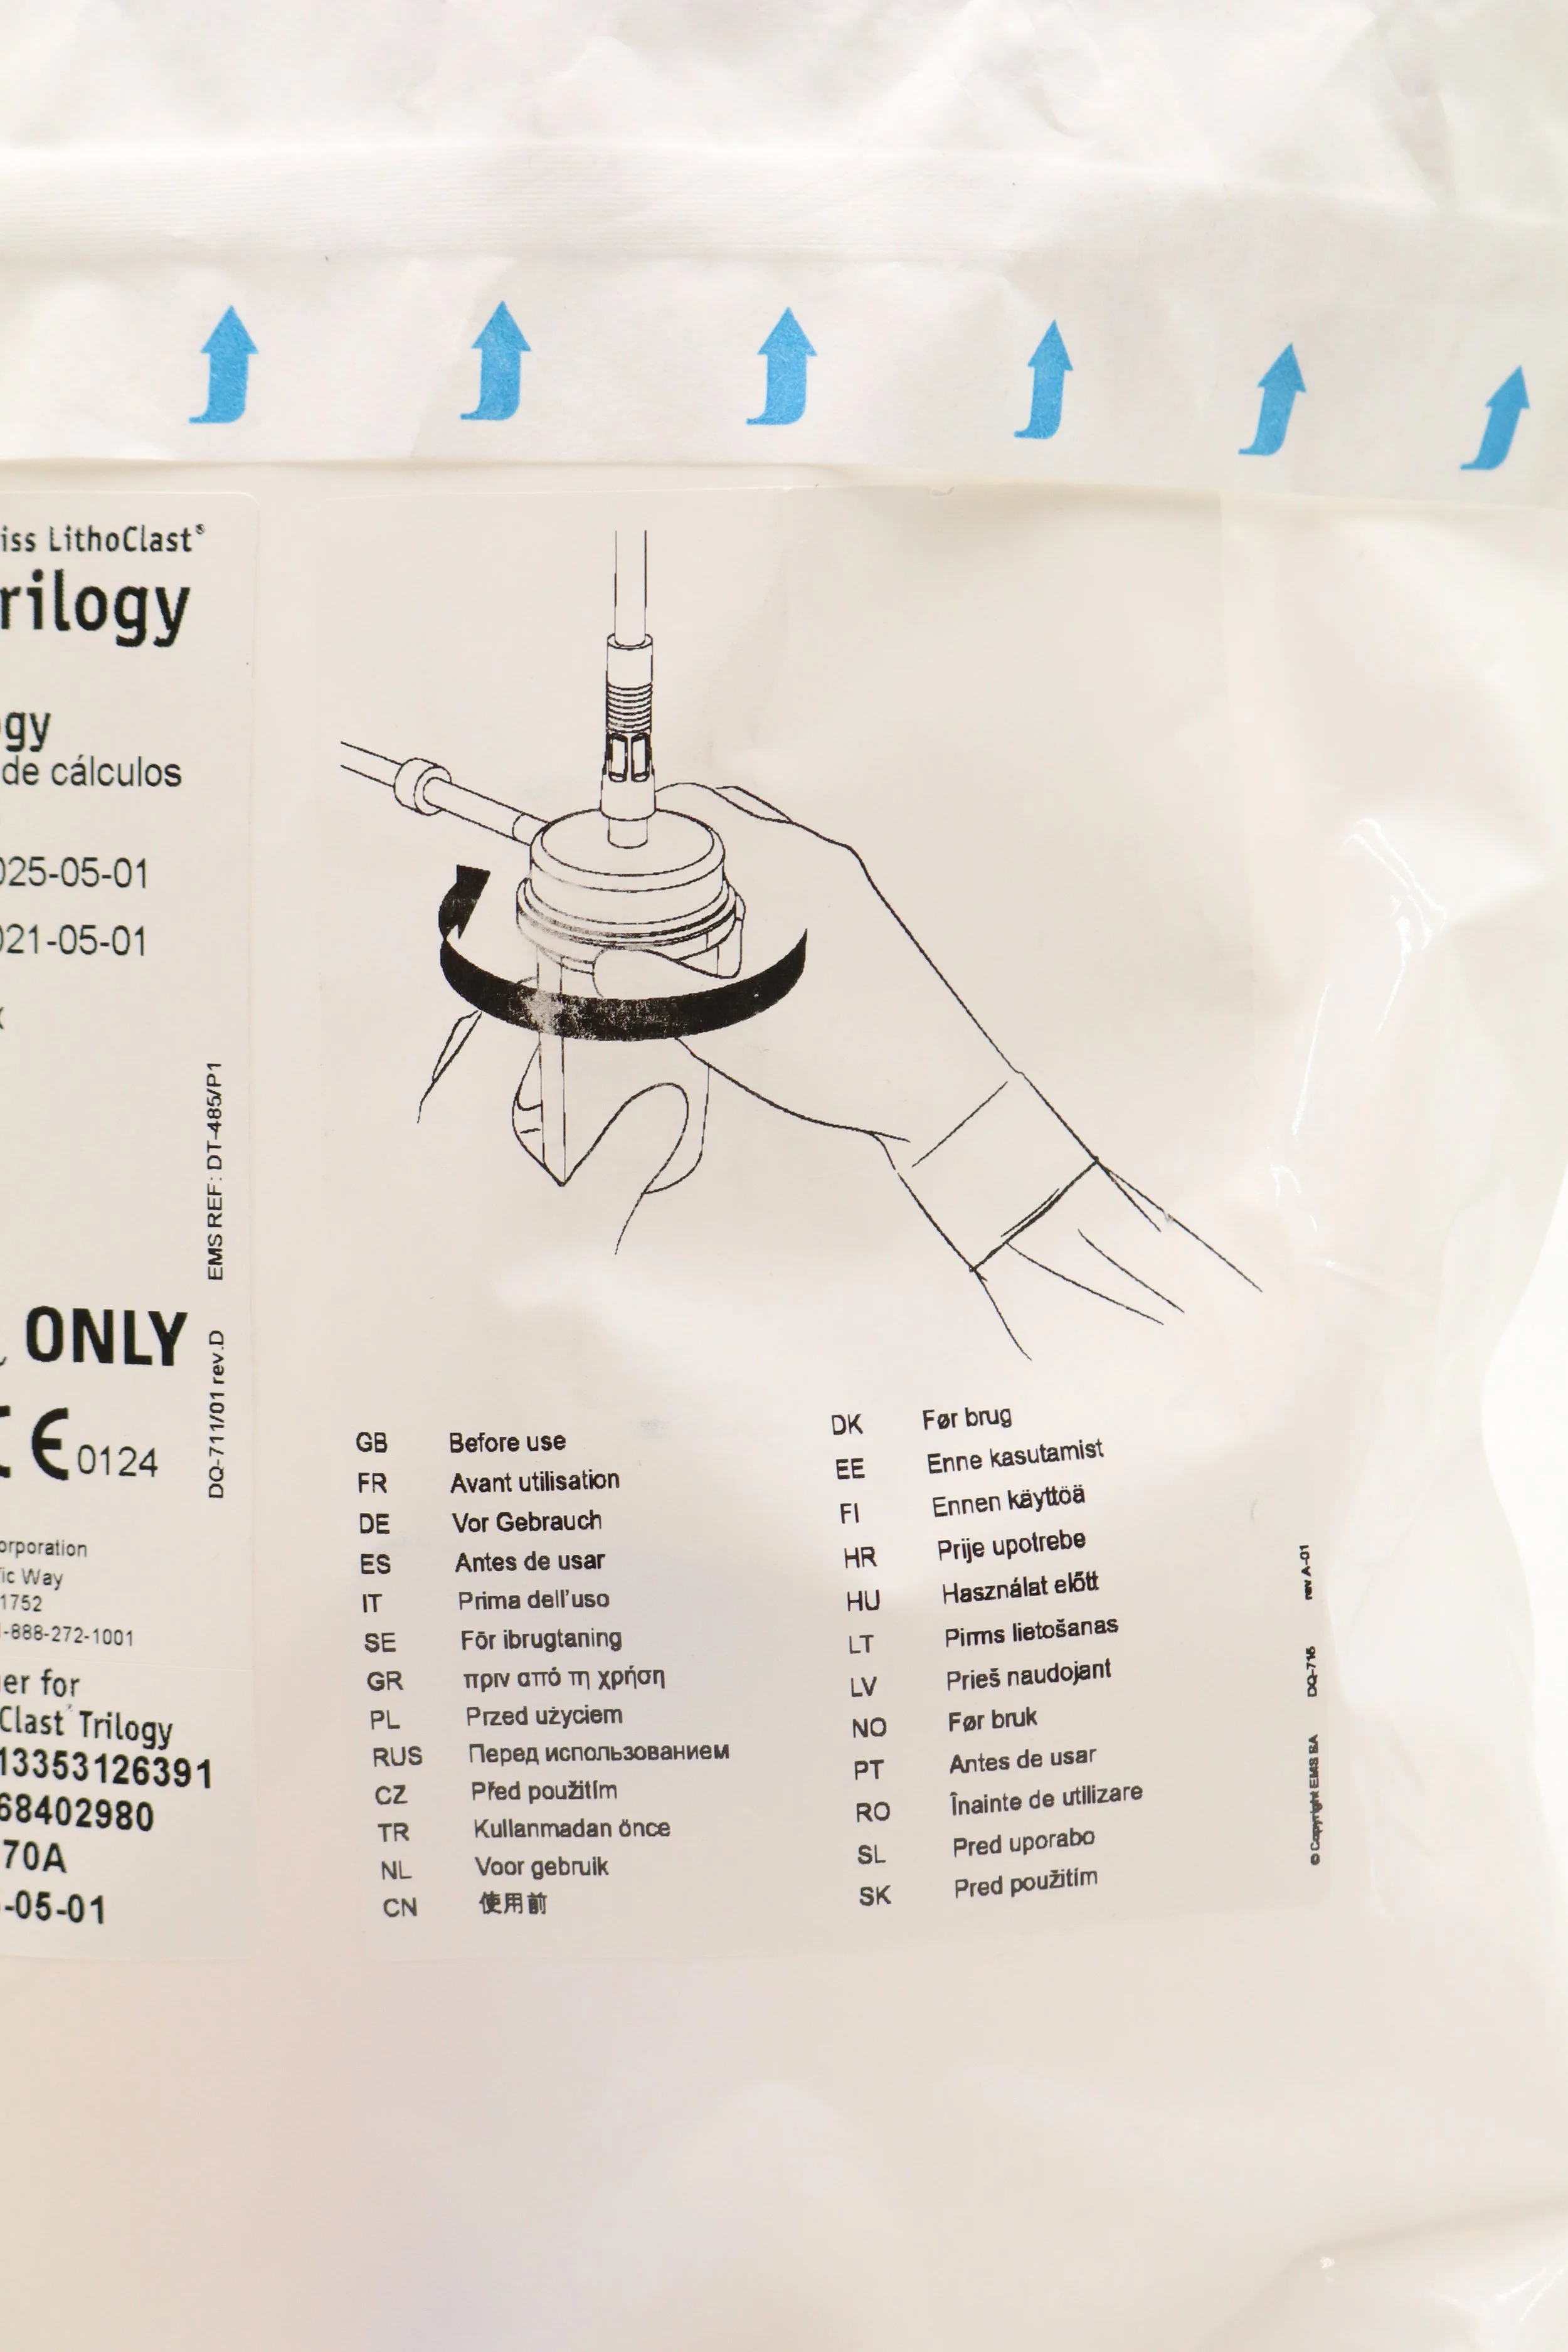 iss LithoClast®
rilogy
gy
de cálculos
025-05-01
021-05-01
EMS REF: DT-485/P1
DQ-711/01 rev.D
ONLY
CE 0124
orporation
ic Way
1752
-888-272-1001
er for
Clast Trilogy
13353126391
68402980
70A
-05-01
GB Before use
FR Avant utilisation
DE Vor Gebrauch
ES Antes de usar
IT Prima dell'uso
SE För ibrugtaning
GR πριν από τη χρήση
PL Przed użyciem
RUS Перед использованием
CZ Před použitím
TR Kullanmadan önce
NL Voor gebruik
CN 使用前
DK Før brug
EE Enne kasutamist
FI Ennen käyttöä
HR Prije upotrebe
HU Használat előtt
LT Pirms lietošanas
LV Prieš naudojant
NO Før bruk
PT Antes de usar
RO Înainte de utilizare
SL Pred uporabo
SK Pred použitím
© Copyright EMS SA DQ-716 rev A-01